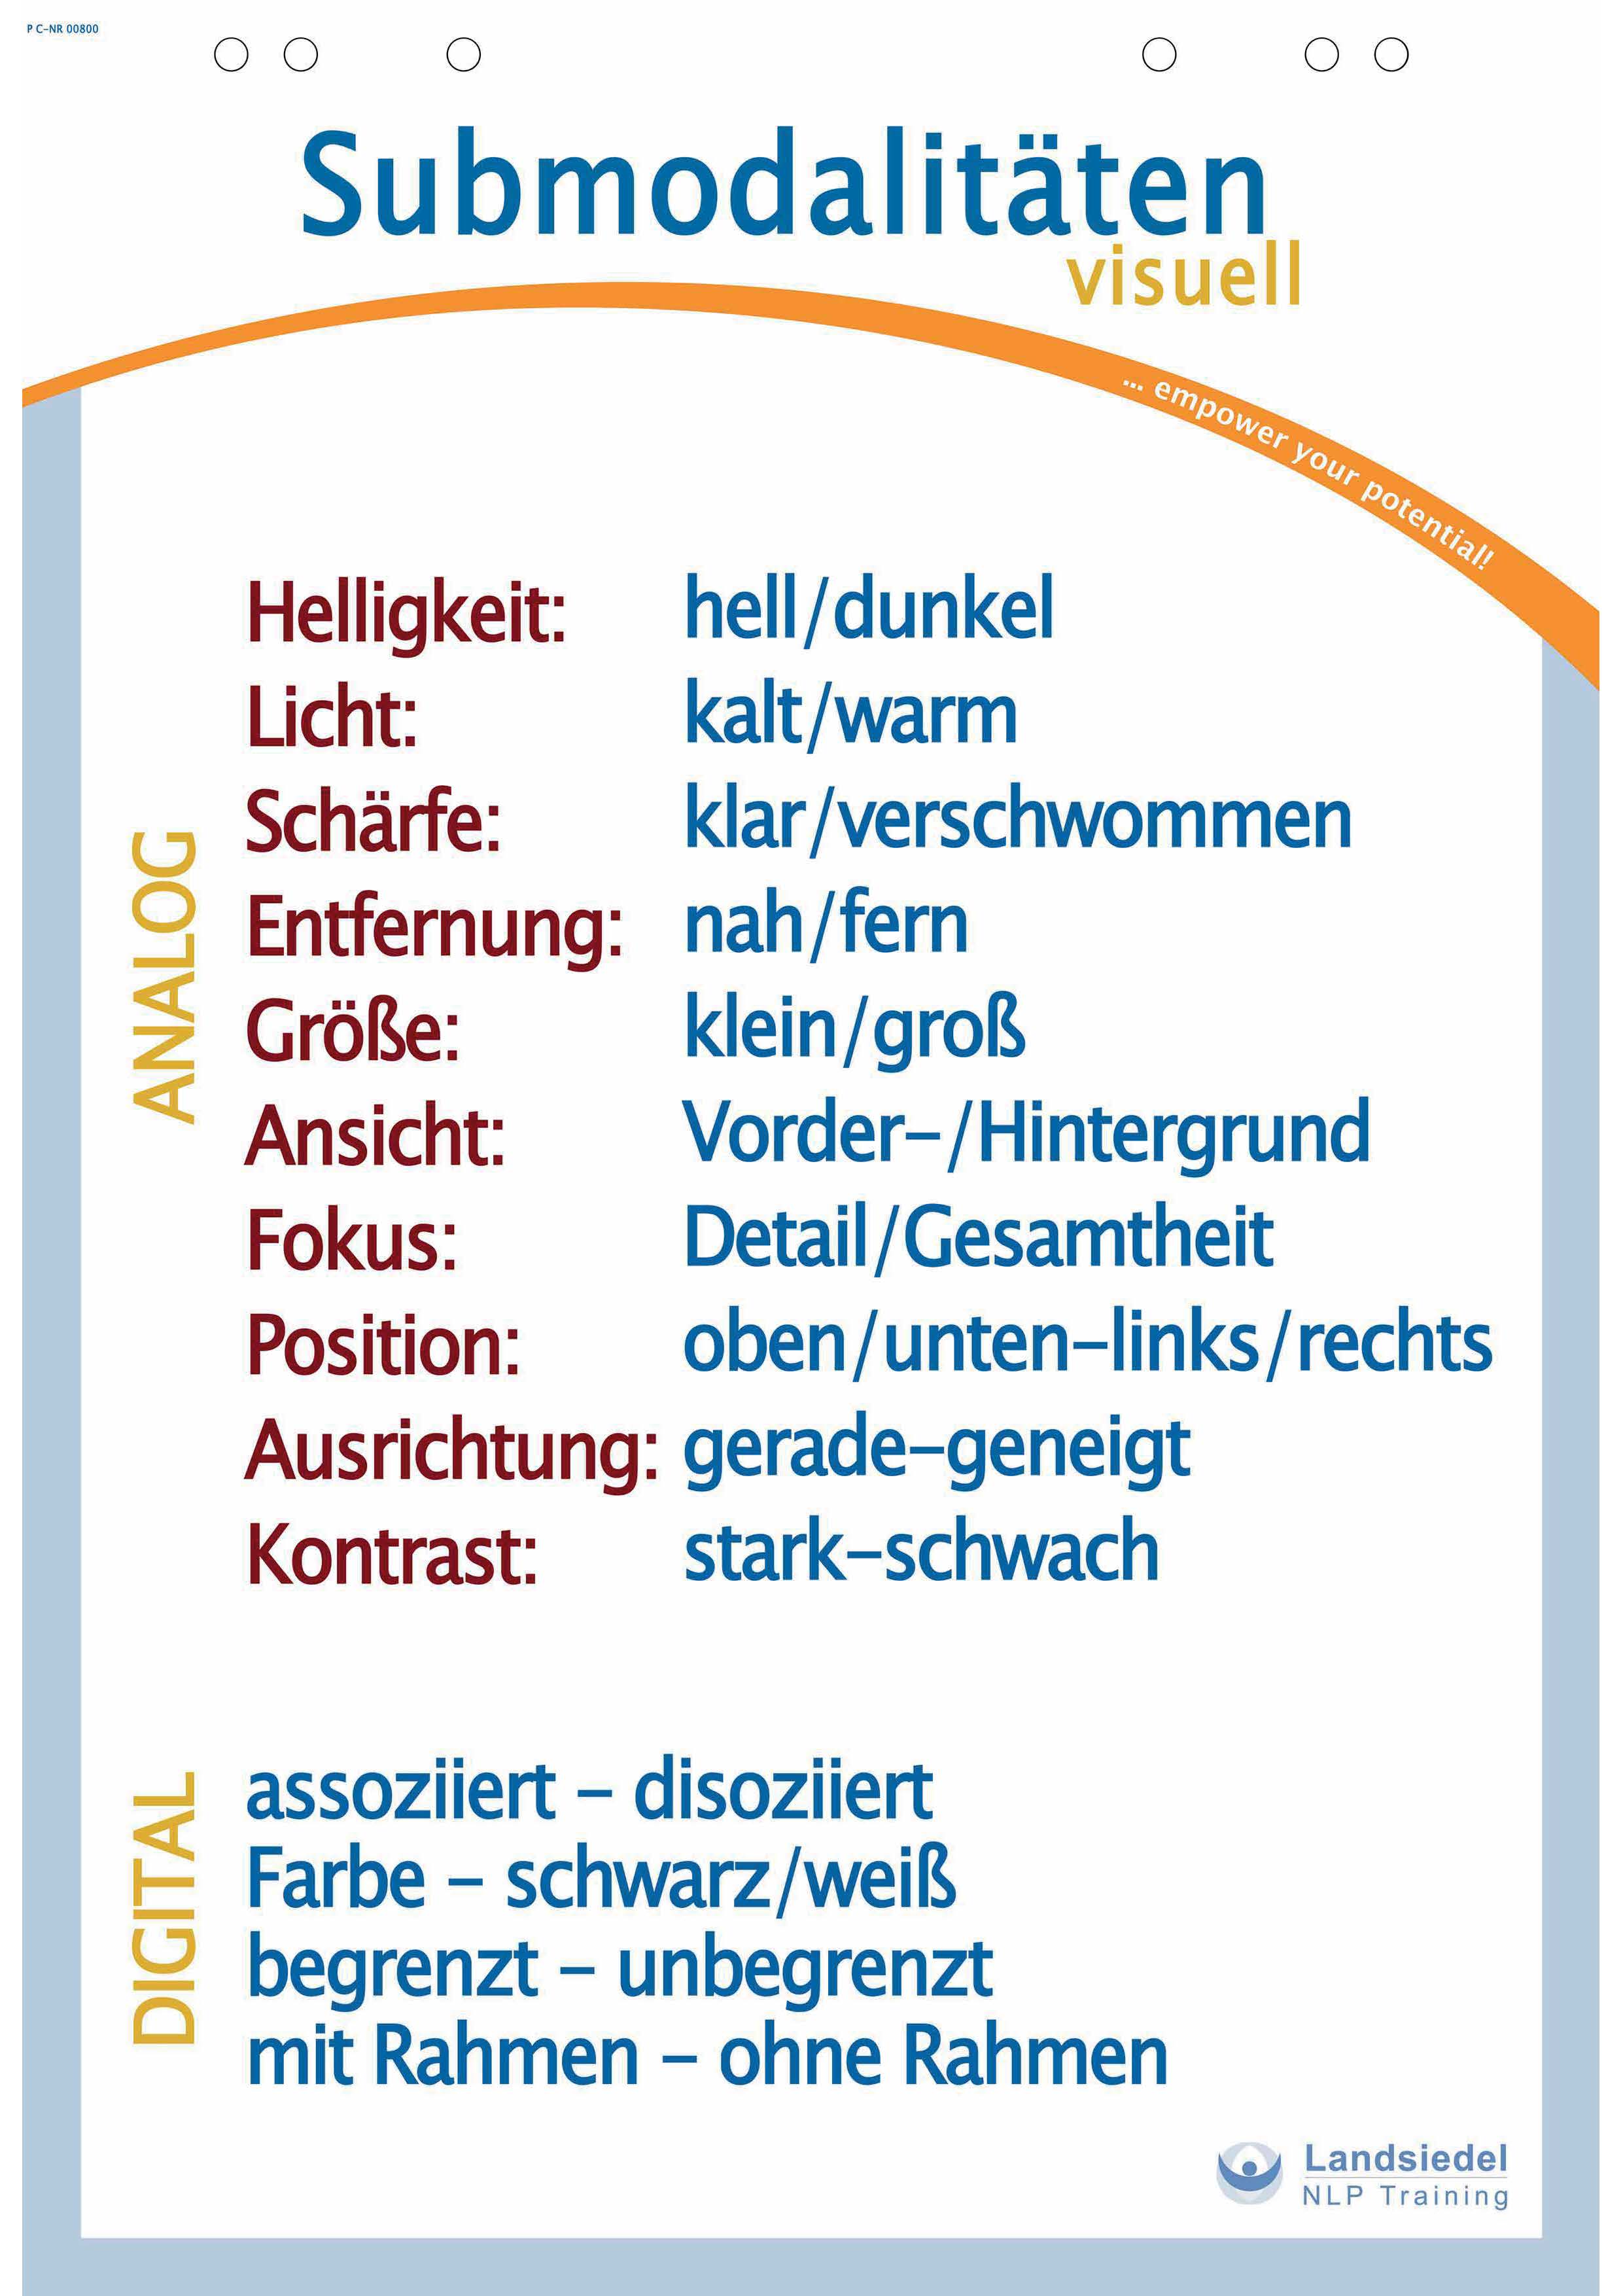 P C-NR 00800
Submodalitäten
visuell
... empower your potential!
ANALOG
Helligkeit: hell/dunkel
Licht: kalt/warm
Schärfe: klar/verschwommen
Entfernung: nah/fern
Größe: klein/groß
Ansicht: Vorder-/Hintergrund
Fokus: Detail/Gesamtheit
Position: oben/unten-links/rechts
Ausrichtung: gerade-geneigt
Kontrast: stark-schwach
DIGITAL
assoziiert - disoziiert
Farbe - schwarz/weiß
begrenzt - unbegrenzt
mit Rahmen - ohne Rahmen
Landsiedel
NLP Training